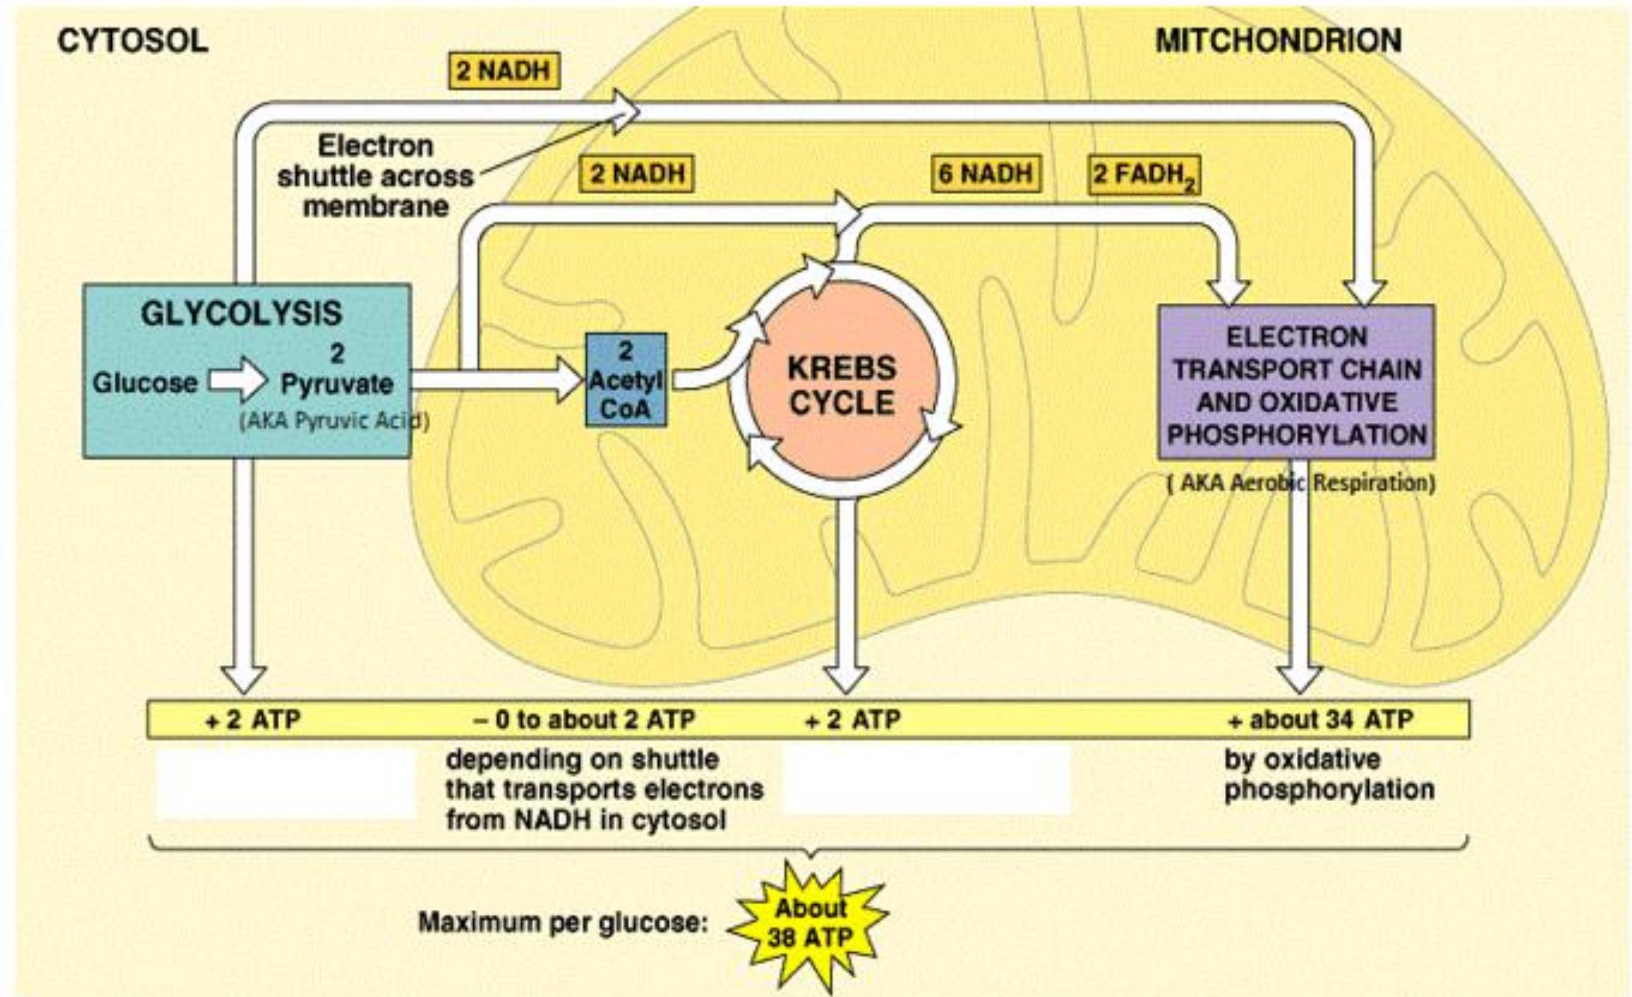 CYTOSOL
MITCHONDRION
2 NADH
Electron
shuttle across
membrane
2 NADH
6 NADH
2 FADH₂
GLYCOLYSIS
Glucose
2
Pyruvate
(AKA Pyruvic Acid)
2
Acetyl
CoA
KREBS
CYCLE
ELECTRON
TRANSPORT CHAIN
AND OXIDATIVE
PHOSPHORYLATION
( AKA Aerobic Respiration)
+ 2 ATP
– 0 to about 2 ATP
+ 2 ATP
+ about 34 ATP
depending on shuttle
that transports electrons
from NADH in cytosol
by oxidative
phosphorylation
Maximum per glucose:
About
38 ATP